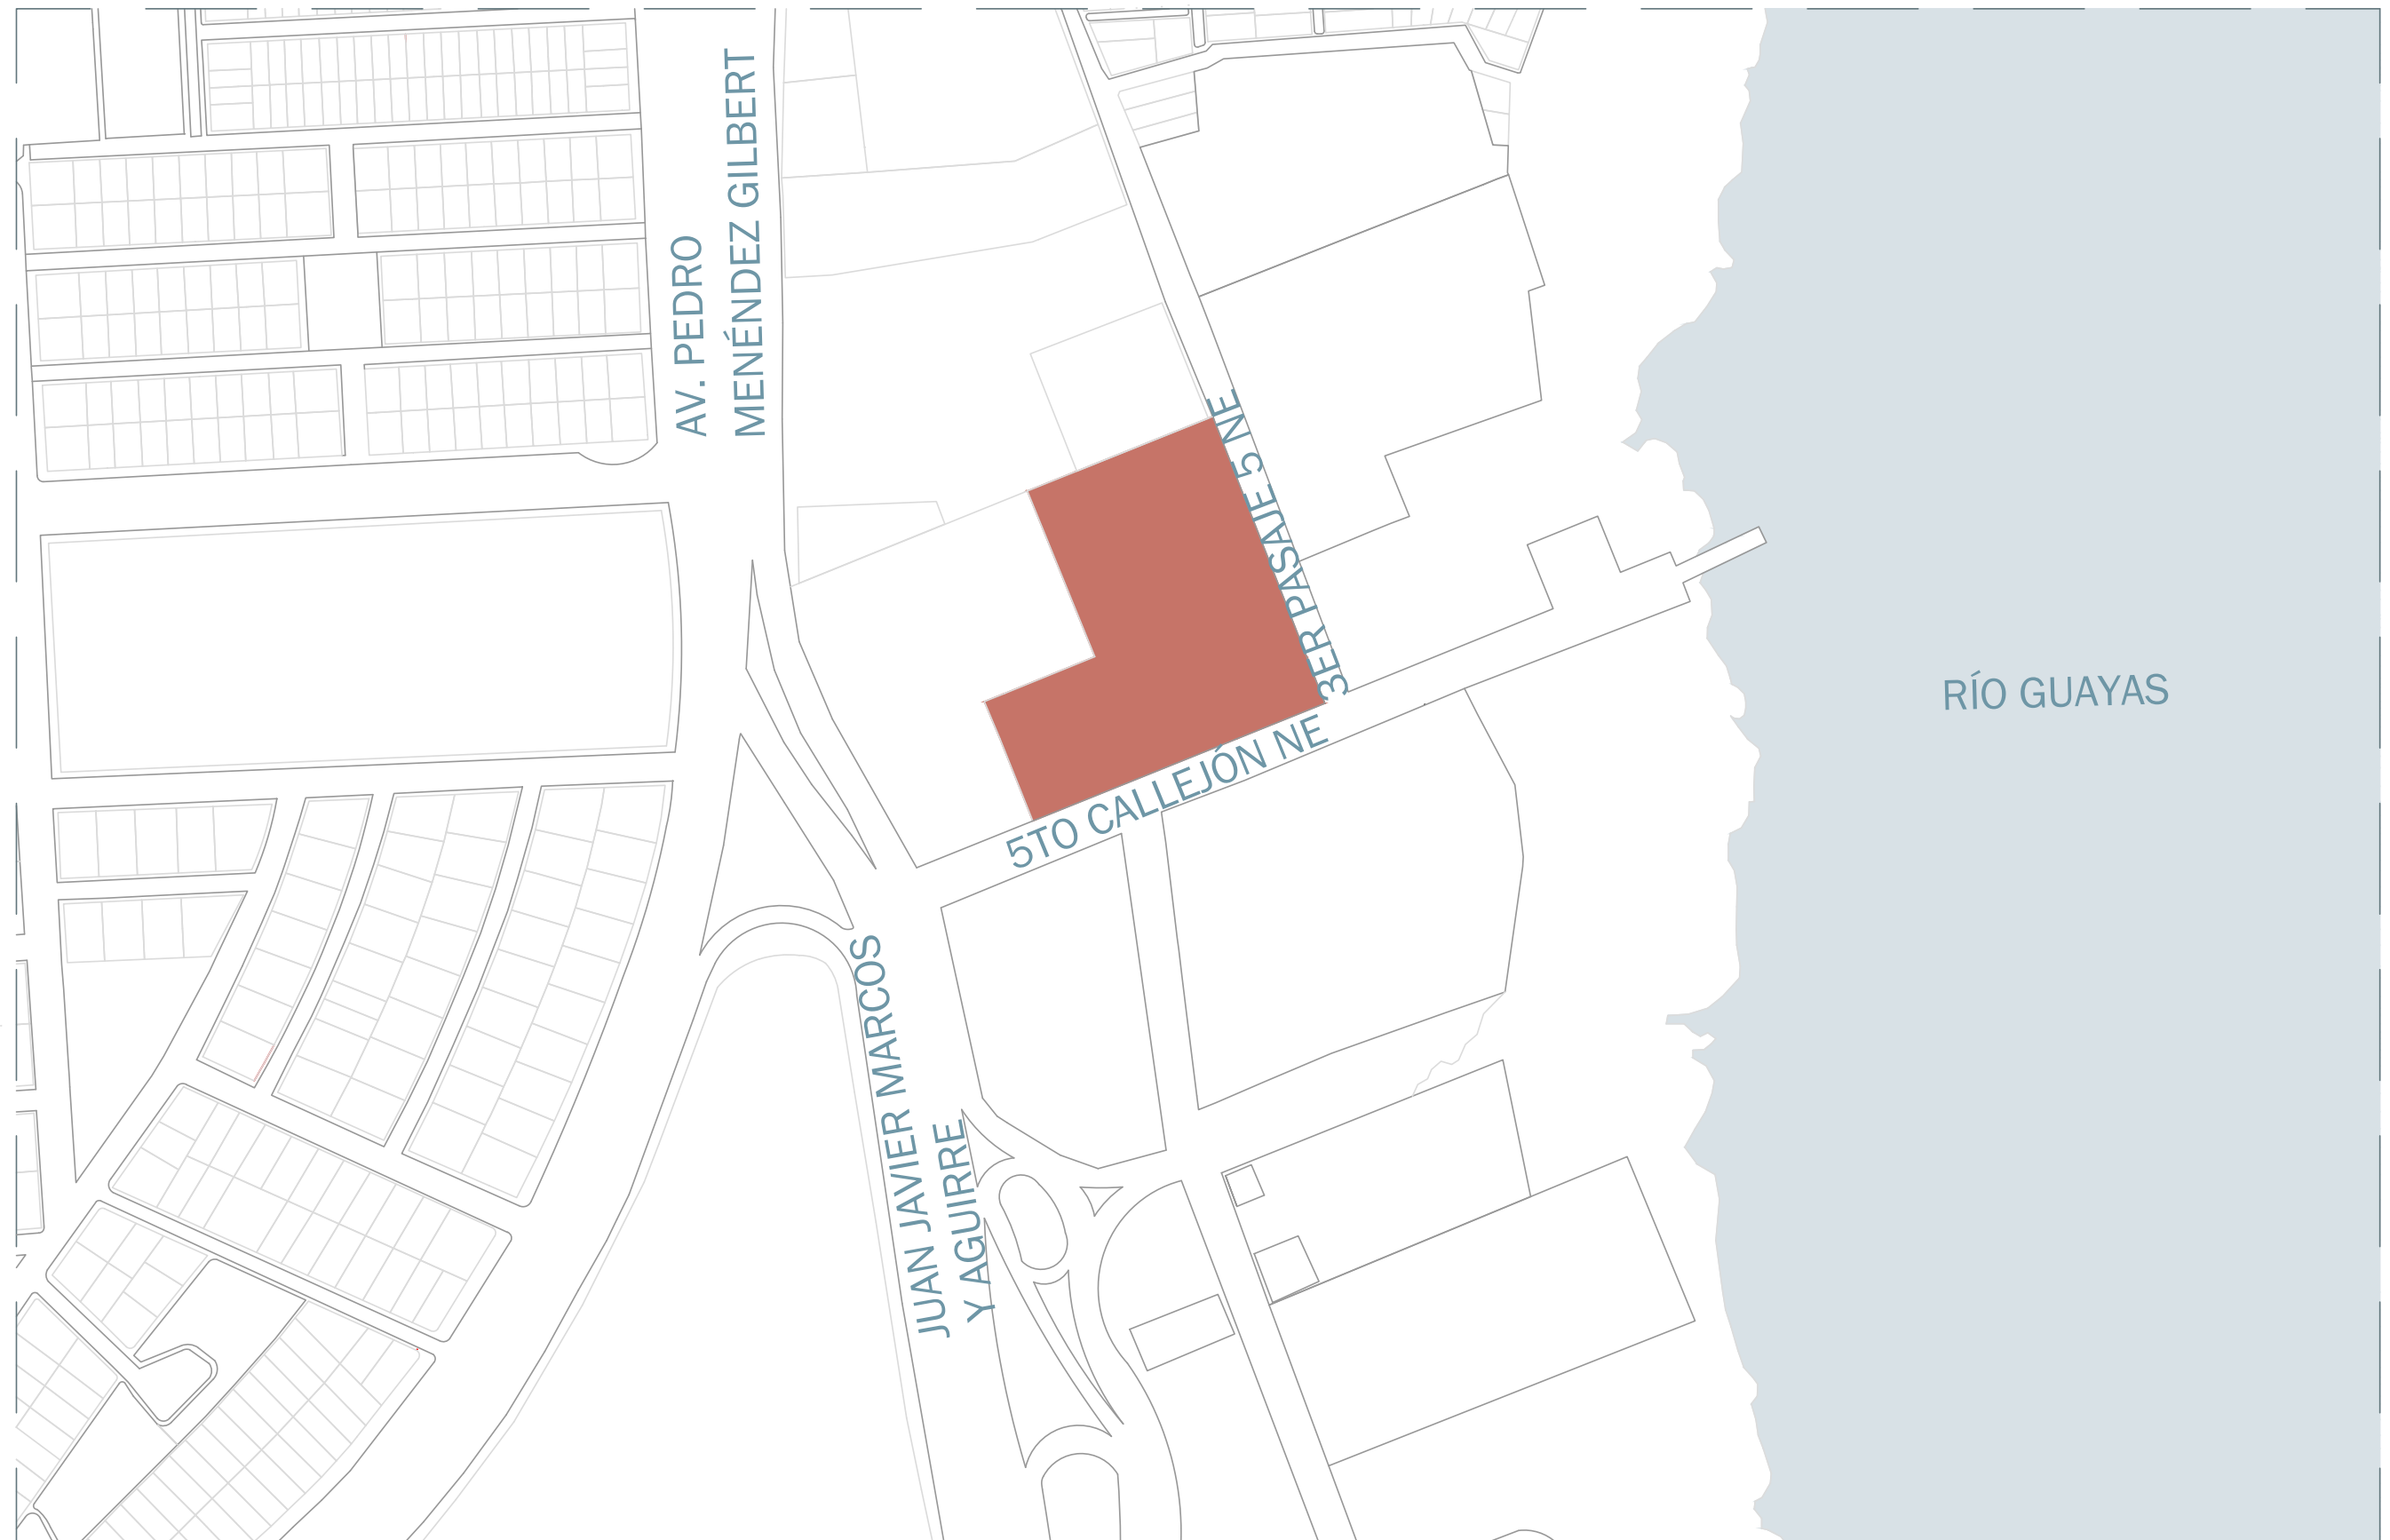 AV. PEDRO
MENÉNDEZ GILBERT
3ER PASAJE 5 NE
RÍO GUAYAS
5TO CALLEJÓN NE
JUAN JAVIER MARCOS
Y AGUIRRE